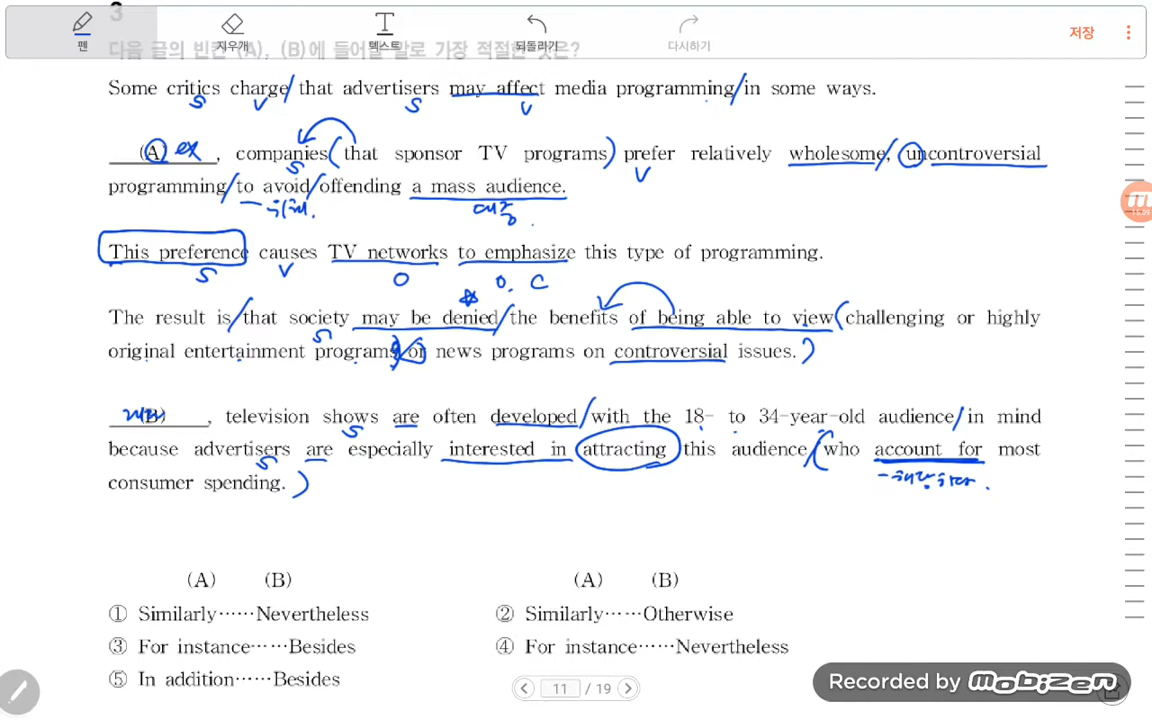 3
펜 지우개 텍스트 되돌리기 다시하기 저장
다음 글의 빈칸 (A), (B)에 들어갈 말로 가장 적절한 것은?
Some critics charge that advertisers may affect media programming in some ways.
S V S V
(A) ex, companies that sponsor TV programs prefer relatively wholesome, uncontroversial
S V
programming to avoid offending a mass audience.
대중
This preference causes TV networks to emphasize this type of programming.
S V O O.C
The result is that society may be denied the benefits of being able to view challenging or highly
S
original entertainment programs or news programs on controversial issues.
(B), television shows are often developed with the 18- to 34-year-old audience in mind
S
because advertisers are especially interested in attracting this audience who account for most
S
consumer spending.
(A) (B) (A) (B)
① Similarly……Nevertheless ② Similarly……Otherwise
③ For instance……Besides ④ For instance……Nevertheless
⑤ In addition……Besides
11 / 19
Recorded by mobizen